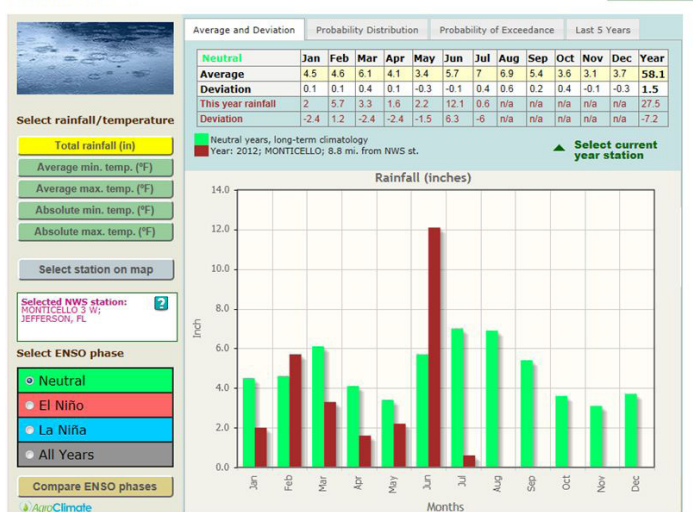 Average and Deviation Probability Distribution Probability of Exceedance Last 5 Years
Neutral Jan Feb Mar Apr May Jun Jul Aug Sep Oct Nov Dec Year
Average 4.5 4.6 6.1 4.1 3.4 5.7 7 6.9 5.4 3.6 3.1 3.7 58.1
Deviation 0.1 0.1 0.4 0.1 -0.3 -0.1 0.4 0.6 0.2 0.4 -0.1 -0.3 1.5
This year rainfall 2 5.7 3.3 1.6 2.2 12.1 0.6 n/a n/a n/a n/a n/a 27.5
Deviation -2.4 1.2 -2.4 -2.4 -1.5 6.3 -6 n/a n/a n/a n/a n/a -7.2
Select rainfall/temperature
Total rainfall (in)
Average min. temp. (ºF)
Average max. temp. (ºF)
Absolute min. temp. (ºF)
Absolute max. temp. (ºF)
Select station on map
Selected NWS station: ?
MONTICELLO 3 W;
JEFFERSON, FL
Select ENSO phase
Neutral
El Niño
La Niña
All Years
Compare ENSO phases
AgroClimate
Neutral years, long-term climatology
Year: 2012; MONTICELLO; 8.8 mi. from NWS st.
Select current
year station
Rainfall (inches)
14.0
12.0
10.0
8.0
6.0
4.0
2.0
0.0
Inch
Jan Feb Mar Apr May Jun Jul Aug Sep Oct Nov Dec
Months